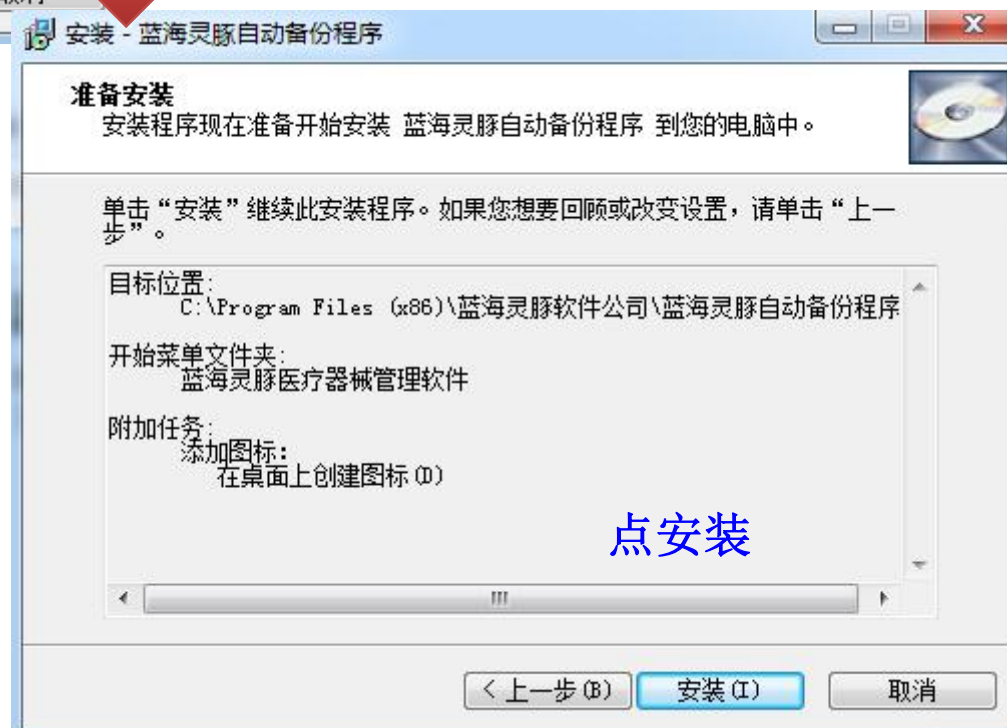 安装 - 蓝海灵豚自动备份程序
准备安装
安装程序现在准备开始安装 蓝海灵豚自动备份程序 到您的电脑中。
单击“安装”继续此安装程序。如果您想要回顾或改变设置，请单击“上一
步”。
目标位置:
C:\Program Files (x86)\蓝海灵豚软件公司\蓝海灵豚自动备份程序
开始菜单文件夹:
蓝海灵豚医疗器械管理软件
附加任务:
添加图标:
在桌面上创建图标(D)
点安装
< 上一步(B)
安装(I)
取消